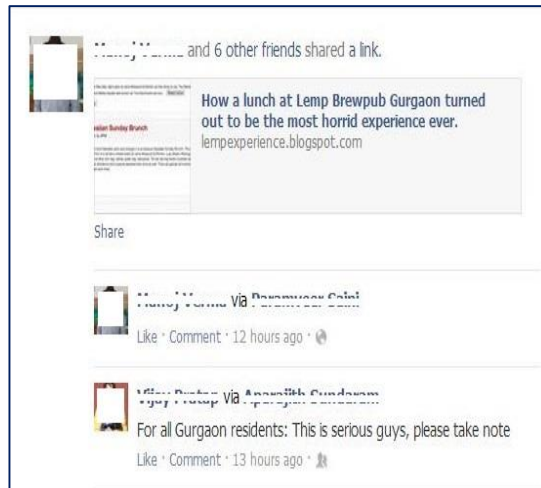 and 6 other friends shared a link.
How a lunch at Lemp Brewpub Gurgaon turned
out to be the most horrid experience ever.
lempexperience.blogspot.com
Sunday Brunch
Share
via
Like · Comment · 12 hours ago ·
via
For all Gurgaon residents: This is serious guys, please take note
Like · Comment · 13 hours ago ·